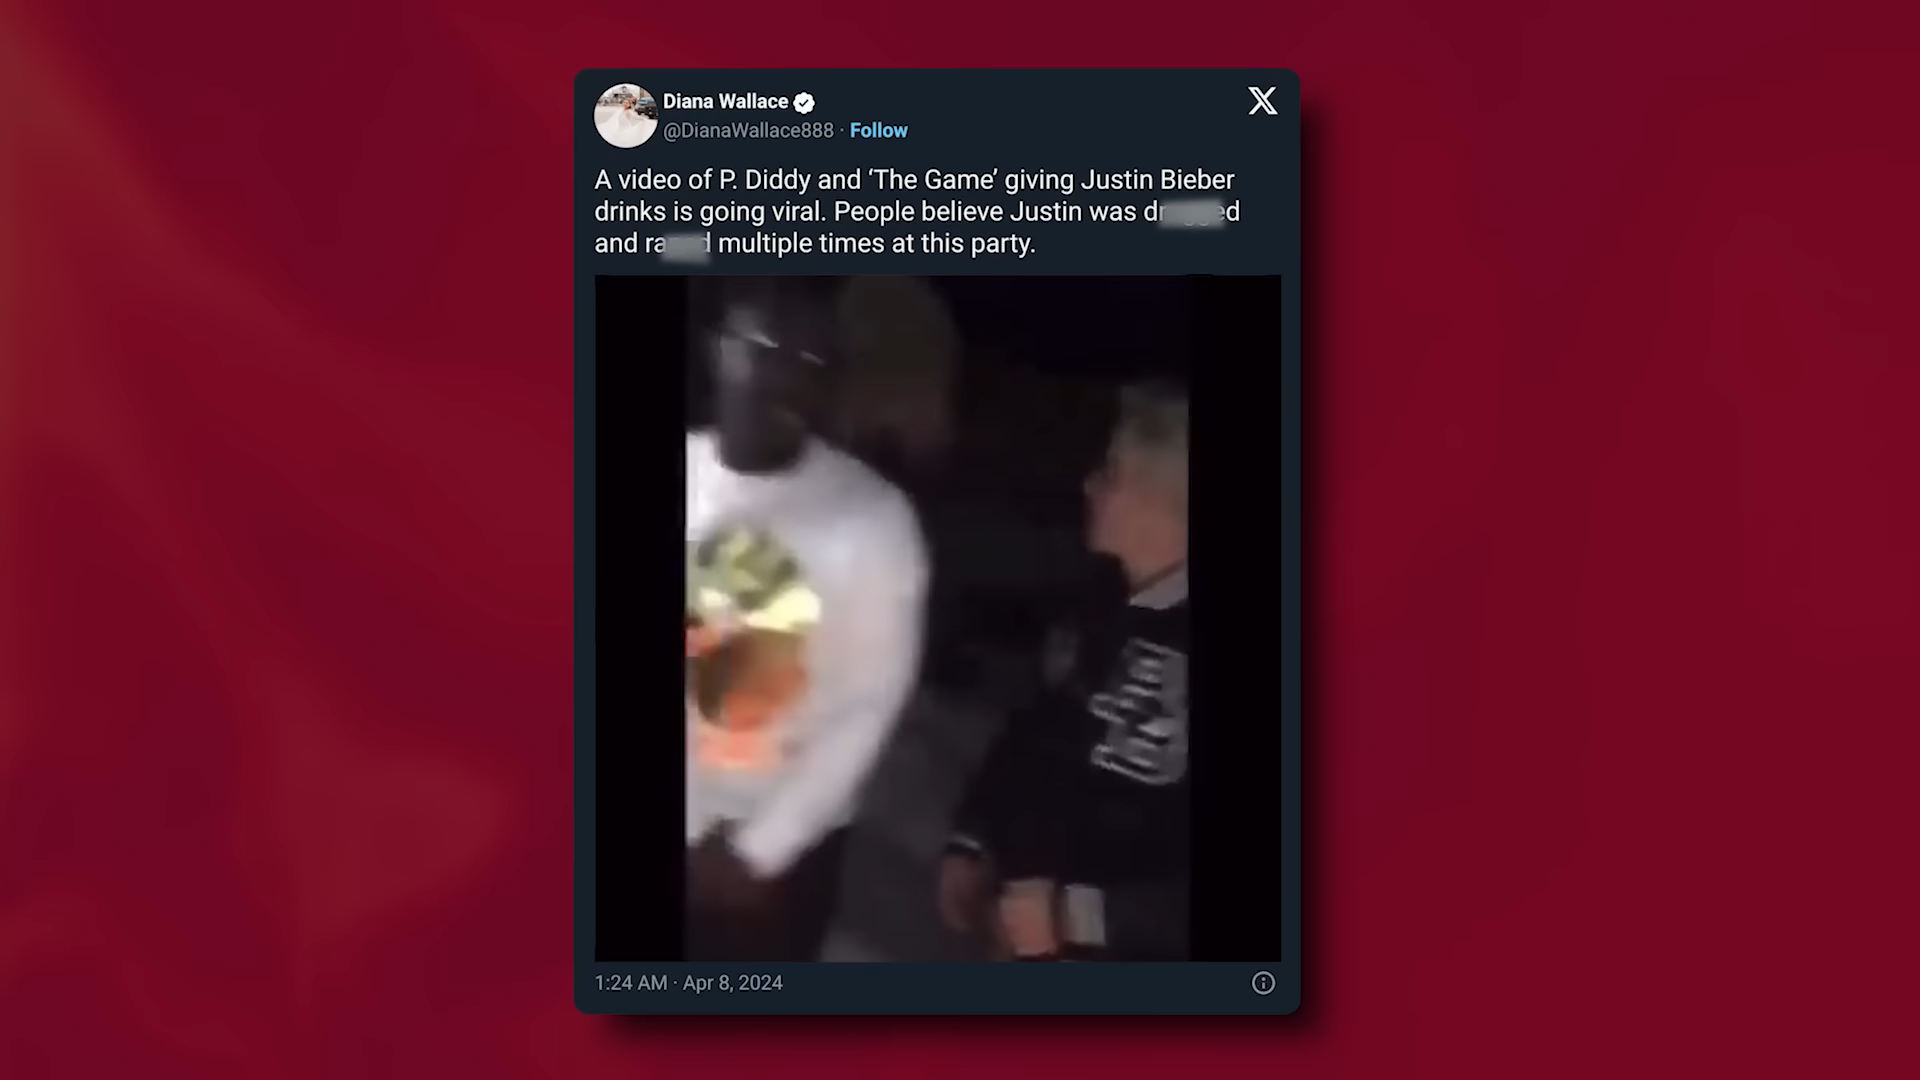 Diana Wallace
@DianaWallace888 · Follow
A video of P. Diddy and ‘The Game’ giving Justin Bieber
drinks is going viral. People believe Justin was
and multiple times at this party.
1:24 AM · Apr 8, 2024